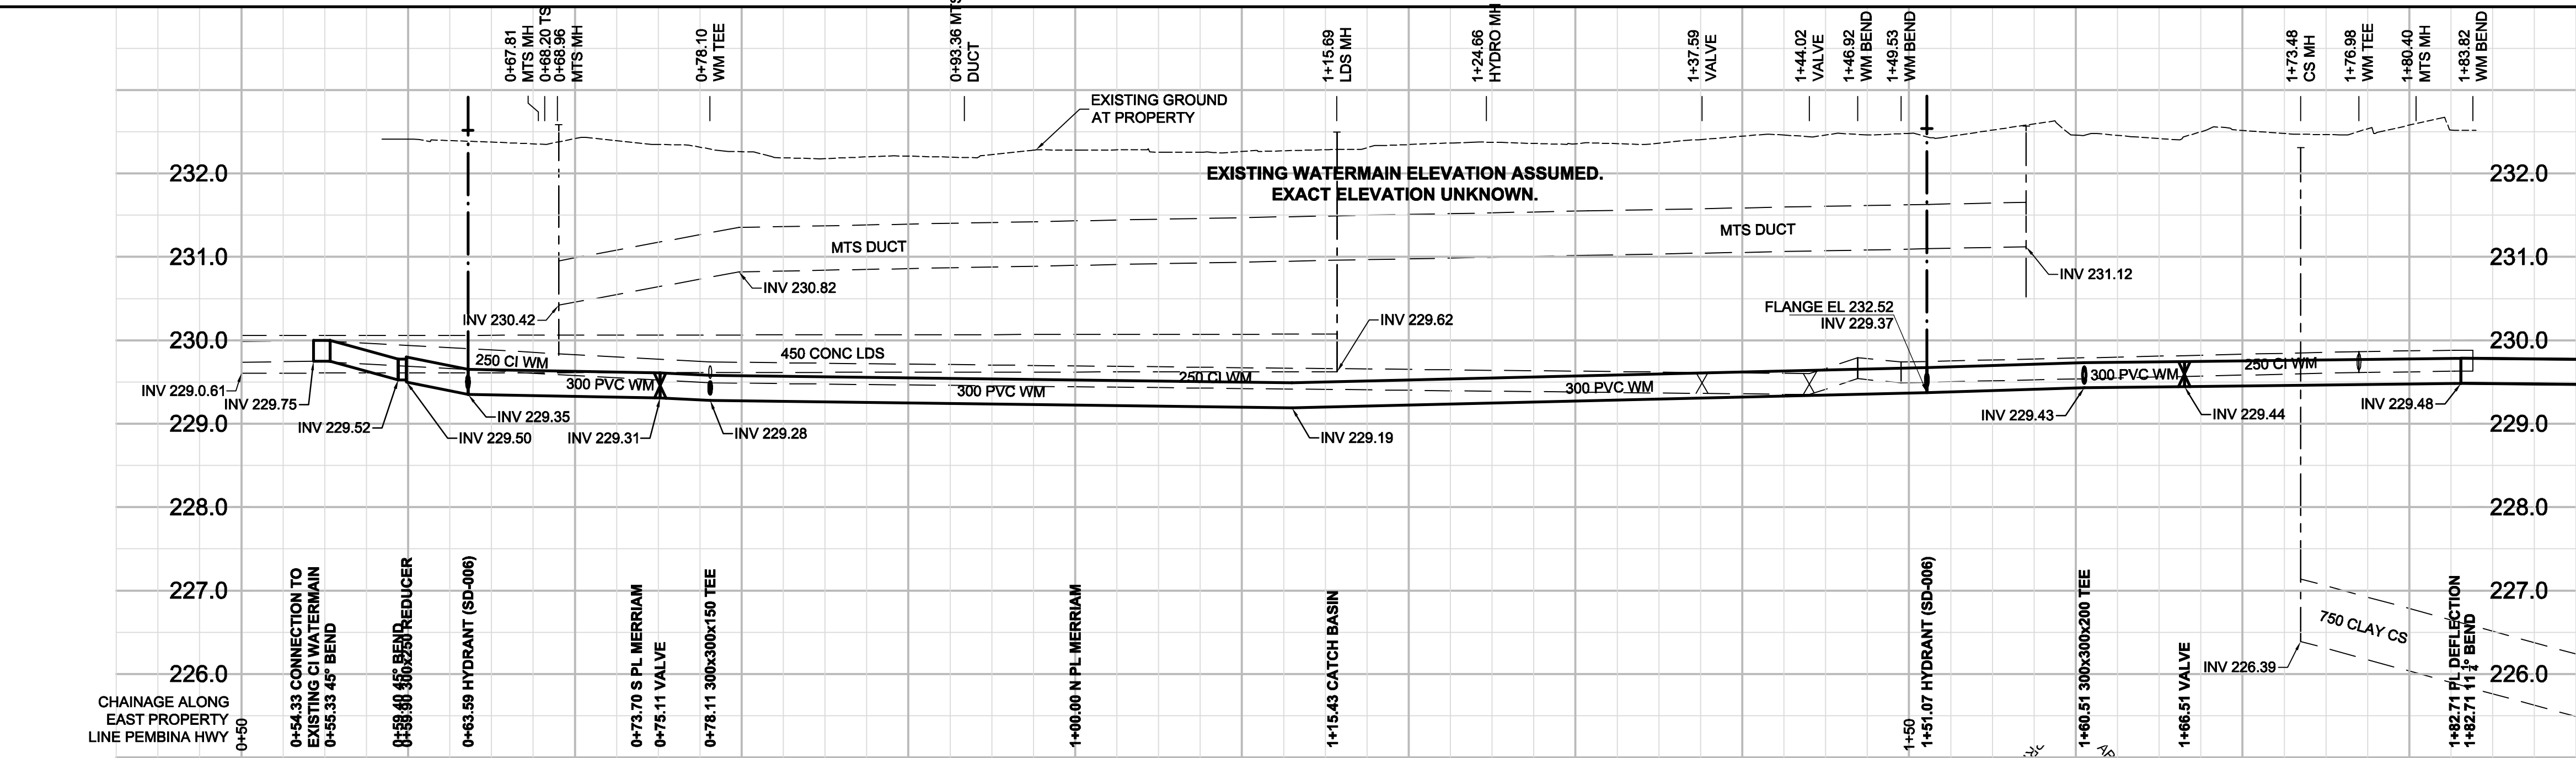 0+67.81
MTS MH
0+68.20 TS
0+68.96
MTS MH
0+78.10
WM TEE
0+93.36 MTS
DUCT
1+15.69
LDS MH
1+24.66
HYDRO MH
1+37.59
VALVE
1+44.02
VALVE
1+46.92
WM BEND
1+49.53
WM BEND
1+73.48
CS MH
1+76.98
WM TEE
1+80.40
MTS MH
1+83.82
WM BEND
EXISTING GROUND
AT PROPERTY
EXISTING WATERMAIN ELEVATION ASSUMED.
EXACT ELEVATION UNKNOWN.
232.0
232.0
MTS DUCT
MTS DUCT
231.0
231.0
INV 230.82
INV 231.12
INV 230.42
FLANGE EL 232.52
INV 229.37
INV 229.62
230.0
230.0
250 CI WM
450 CONC LDS
300 PVC WM
300 PVC WM
250 CI WM
300 PVC WM
300 PVC WM
250 CI WM
INV 229.0.61
INV 229.75
INV 229.52
INV 229.50
INV 229.35
INV 229.31
INV 229.28
INV 229.19
INV 229.43
INV 229.44
INV 229.48
229.0
229.0
228.0
228.0
227.0
227.0
750 CLAY CS
INV 226.39
226.0
226.0
CHAINAGE ALONG
EAST PROPERTY
LINE PEMBINA HWY
0+50
0+54.33 CONNECTION TO
EXISTING CI WATERMAIN
0+55.33 45° BEND
0+59.40 45° BEND
0+59.90 300x250 REDUCER
0+63.59 HYDRANT (SD-006)
0+73.70 S PL MERRIAM
0+75.11 VALVE
0+78.11 300x300x150 TEE
1+00.00 N PL MERRIAM
1+15.43 CATCH BASIN
1+50
1+51.07 HYDRANT (SD-006)
1+60.51 300x300x200 TEE
1+66.51 VALVE
1+82.71 PL DEFLECTION
1+82.71 11 1/4° BEND